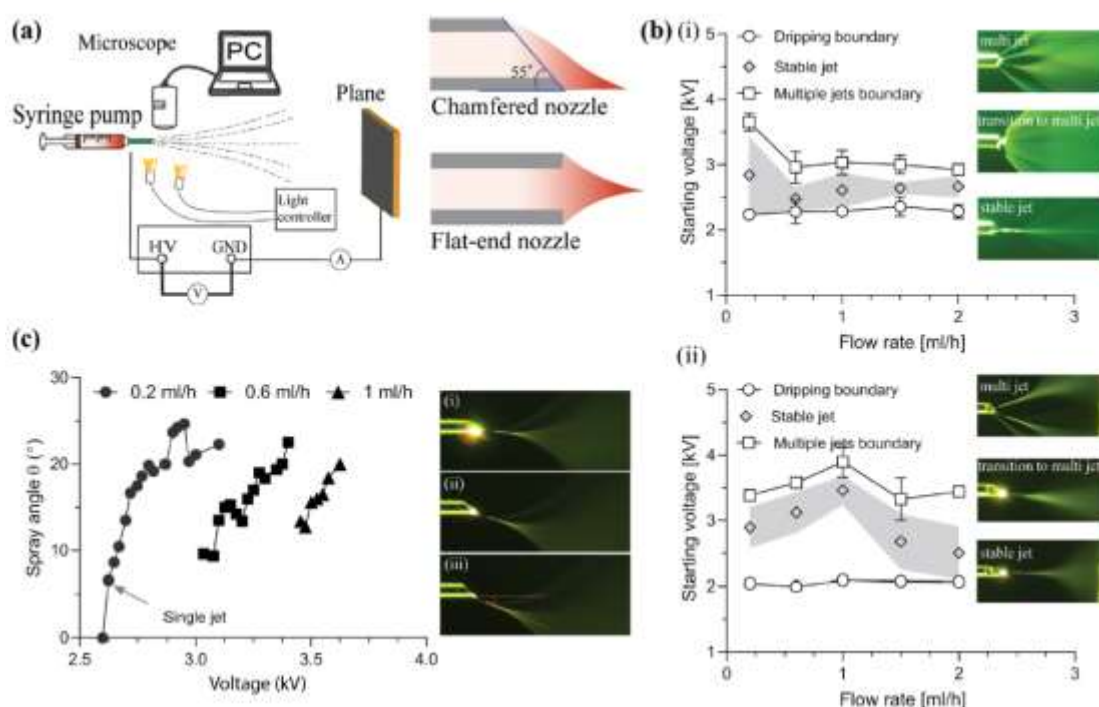 (a)
Microscope
PC
Syringe pump
Plane
Light
controller
HV
GND
A
V
55°
Chamfered nozzle
Flat-end nozzle
(b)
(i)
Dripping boundary
Stable jet
Multiple jets boundary
5
4
3
2
1
Starting voltage [kV]
0
1
2
3
Flow rate [ml/h]
multi jet
transition to multi jet
stable jet
(ii)
Dripping boundary
Stable jet
Multiple jets boundary
5
4
3
2
1
Starting voltage [kV]
0
1
2
3
Flow rate [ml/h]
multi jet
transition to multi jet
stable jet
(c)
0.2 ml/h
0.6 ml/h
1 ml/h
30
20
10
0
Spray angle θ (°)
Single jet
2.5
3.0
3.5
4.0
Voltage (kV)
(i)
(ii)
(iii)